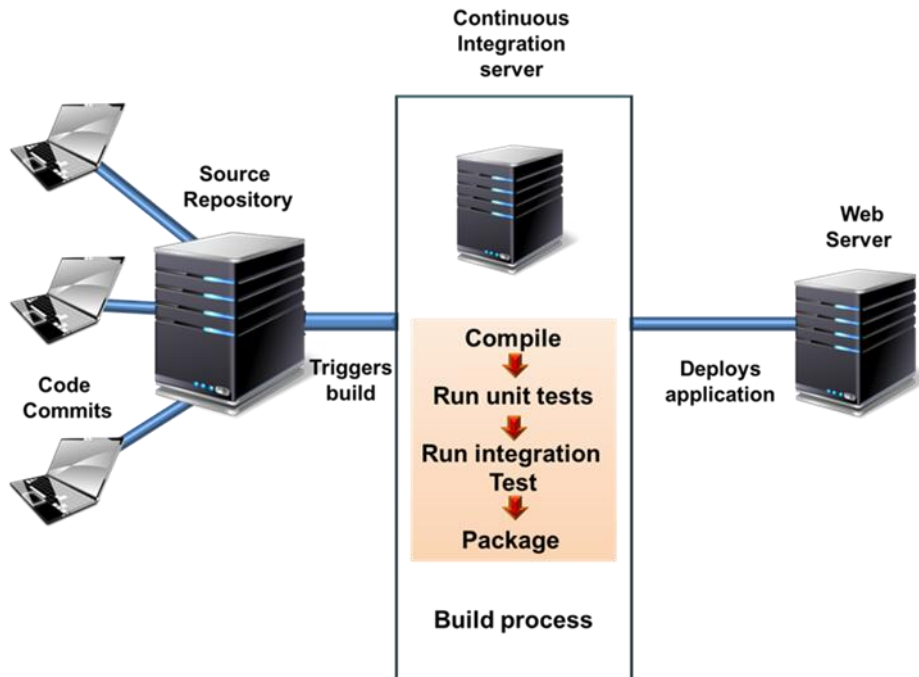 Continuous
Integration
server
Source
Repository
Code
Commits
Triggers
build
Compile
Run unit tests
Run integration
Test
Package
Build process
Deploys
application
Web
Server